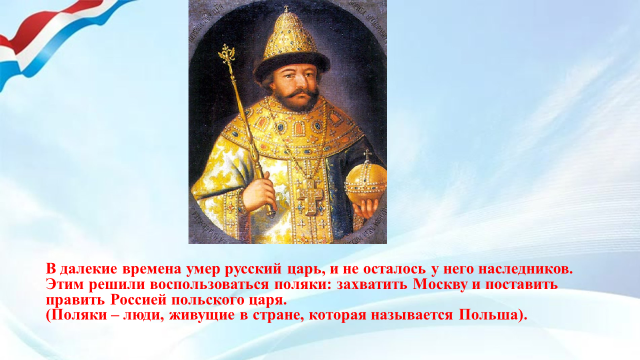 В далекие времена умер русский царь, и не осталось у него наследников.
Этим решили воспользоваться поляки: захватить Москву и поставить
править Россией польского царя.
(Поляки – люди, живущие в стране, которая называется Польша).